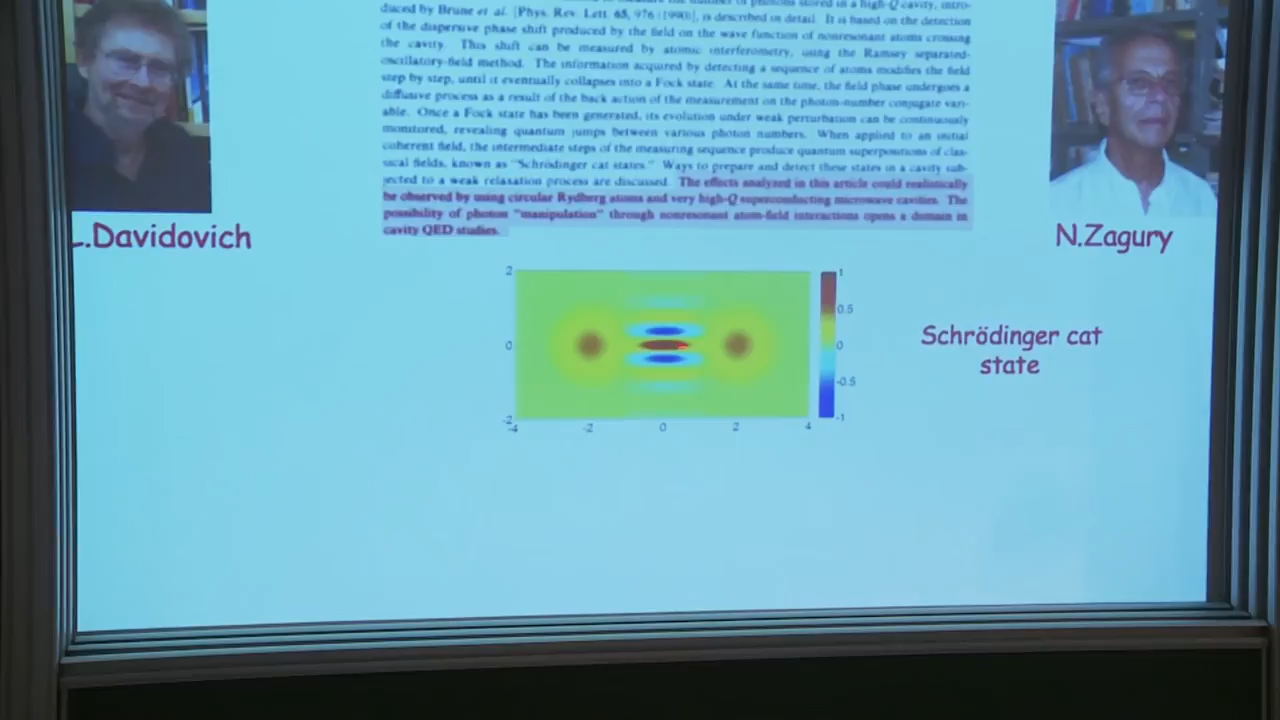 duced by Brune et al. [Phys. Rev. Lett. 65, 976 (1990)], is described in detail. It is based on the detection
of the dispersive phase shift produced by the field on the wave function of nonresonant atoms crossing
the cavity. This shift can be measured by atomic interferometry, using the Ramsey separated-
oscillatory-field method. The information acquired by detecting a sequence of atoms modifies the field
step by step, until it eventually collapses into a Fock state. At the same time, the field phase undergoes a
diffusive process as a result of the back action of the measurement on the photon-number conjugate vari-
able. Once a Fock state has been generated, its evolution under weak perturbation can be continuously
monitored, revealing quantum jumps between various photon numbers. When applied to an initial
coherent field, the intermediate steps of the measuring sequence produce quantum superpositions of clas-
sical fields, known as "Schrödinger cat states." Ways to prepare and detect these states in a cavity sub-
jected to a weak relaxation process are discussed. The effects analyzed in this article could realistically
be observed by using circular Rydberg atoms and very high-Q superconducting microwave cavities. The
possibility of photon "manipulation" through nonresonant atom-field interactions opens a domain in
cavity QED studies.
L.Davidovich
N.Zagury
2
0
-2
-4
-2
0
2
4
1
0.5
0
-0.5
-1
Schrödinger cat
state